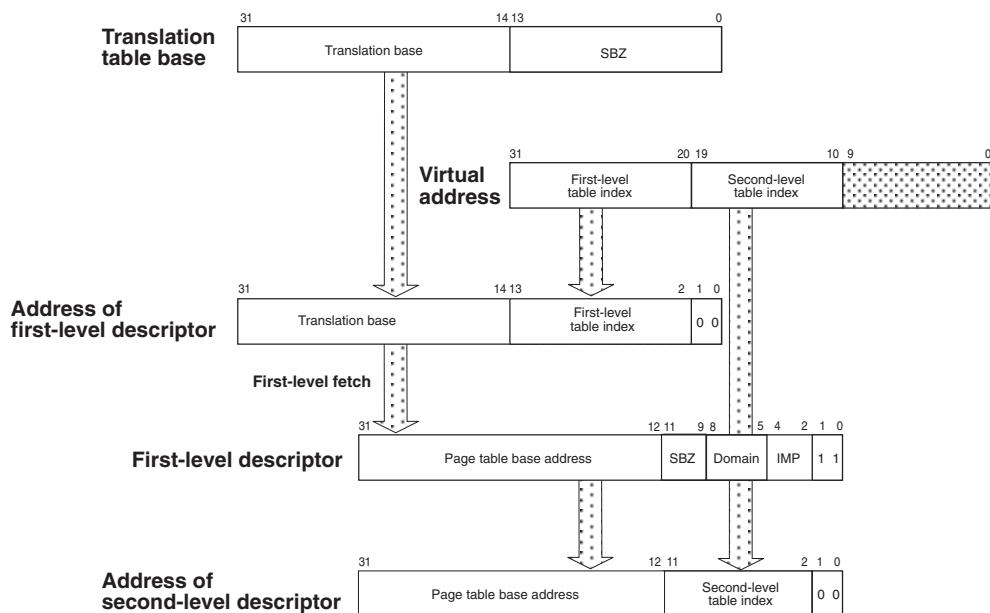 31 14 13 0
Translation
table base
Translation base
SBZ
31 20 19 10 9 0
Virtual
address
First-level
table index
Second-level
table index
31 14 13 2 1 0
Address of
first-level descriptor
Translation base
First-level
table index
0 0
First-level fetch
31 12 11 9 8 5 4 2 1 0
First-level descriptor
Page table base address
SBZ
Domain
IMP
1 1
31 12 11 2 1 0
Address of
second-level descriptor
Page table base address
Second-level
table index
0 0